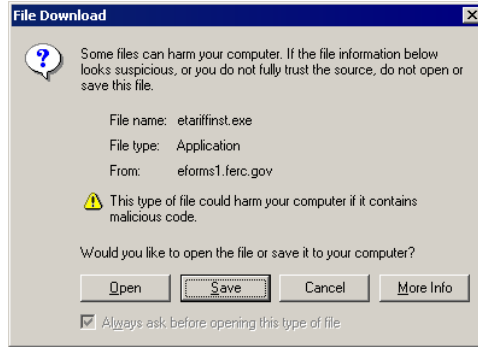 File Download
Some files can harm your computer. If the file information below
looks suspicious, or you do not fully trust the source, do not open or
save this file.
File name: etariffinst.exe
File type: Application
From: eforms1.ferc.gov
This type of file could harm your computer if it contains
malicious code.
Would you like to open the file or save it to your computer?
Open Save Cancel More Info
Always ask before opening this type of file